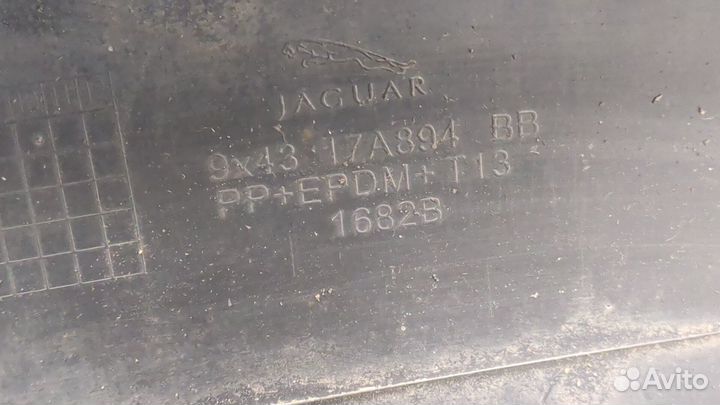 JAGUAR
9x43 17A894 BB
PP+EPDM+T13
1682B
Avito